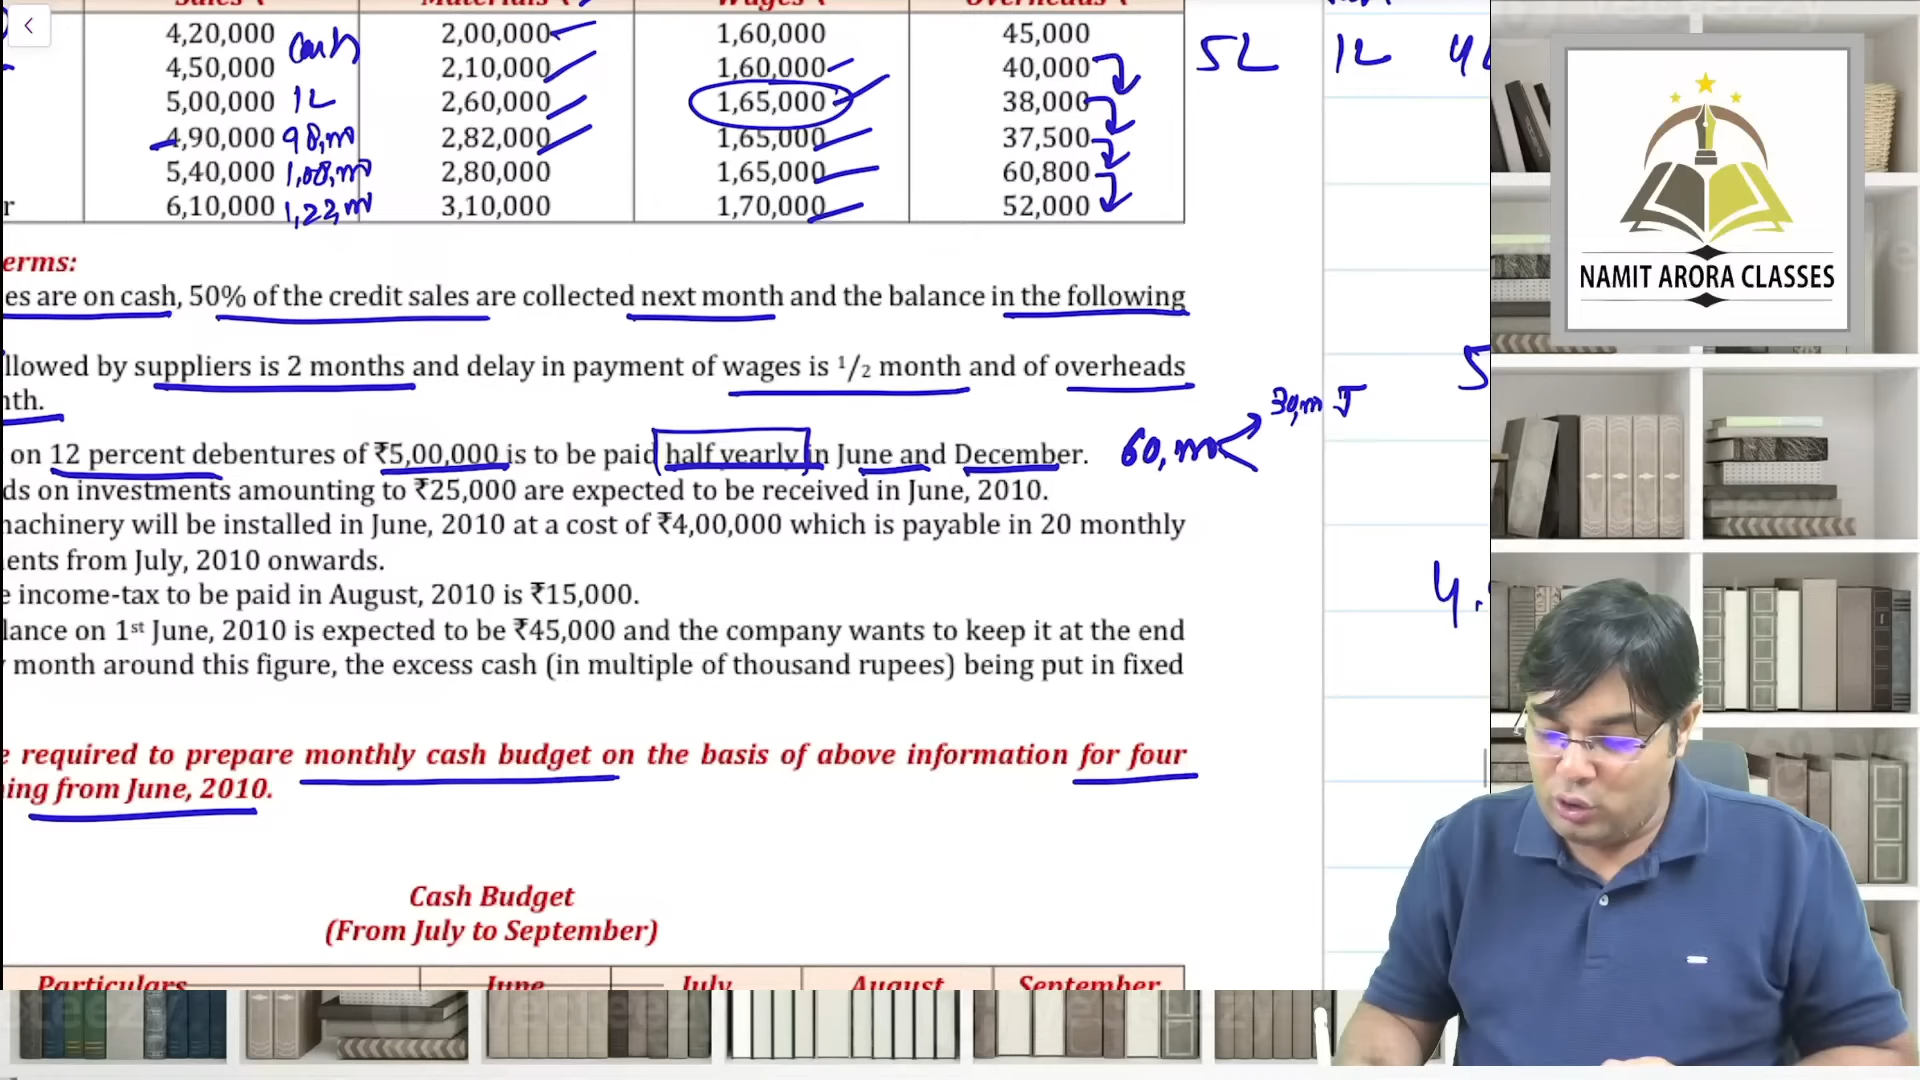 Sales ₹ Materials ₹ Wages ₹ Overheads ₹
4,20,000 cash 2,00,000 1,60,000 45,000 5L 1L
4,50,000 2,10,000 1,60,000 40,000
5,00,000 1L 2,60,000 1,65,000 38,000
4,90,000 98,m 2,82,000 1,65,000 37,500
5,40,000 1,08,m 2,80,000 1,65,000 60,800
r 6,10,000 1,22,m 3,10,000 1,70,000 52,000
erms:
es are on cash, 50% of the credit sales are collected next month and the balance in the following
llowed by suppliers is 2 months and delay in payment of wages is 1/2 month and of overheads
nth.
30,m J
on 12 percent debentures of ₹5,00,000 is to be paid half yearly in June and December. 60,m
ds on investments amounting to ₹25,000 are expected to be received in June, 2010.
nachinery will be installed in June, 2010 at a cost of ₹4,00,000 which is payable in 20 monthly
ents from July, 2010 onwards.
e income-tax to be paid in August, 2010 is ₹15,000.
lance on 1st June, 2010 is expected to be ₹45,000 and the company wants to keep it at the end
month around this figure, the excess cash (in multiple of thousand rupees) being put in fixed
e required to prepare monthly cash budget on the basis of above information for four
ing from June, 2010.
Cash Budget
(From July to September)
Particulars June July August September
NAMIT ARORA CLASSES